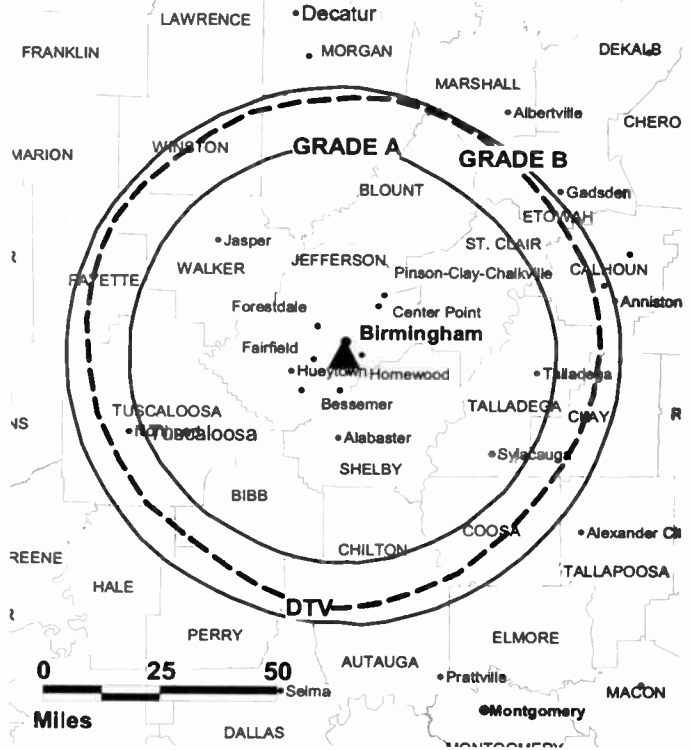 LAWRENCE
Decatur
FRANKLIN
MORGAN
DEKALB
MARSHALL
Albertville
CHERO
MARION
WINSTON
GRADE A
GRADE B
BLOUNT
Gadsden
ETOWAH
Jasper
ST. CLAIR
WALKER
JEFFERSON
Pinson-Clay-Chalkville
CALHOUN
FAYETTE
Anniston
Forestdale
Center Point
Birmingham
Fairfield
Hueytown
Homewood
Talladega
Bessemer
TUSCALOOSA
TALLADEGA
CLAY
NS
R
Tuscaloosa
Alabaster
Sylacauga
SHELBY
BIBB
COOSA
Alexander Cit
CHILTON
REENE
TALLAPOOSA
HALE
DTV
PERRY
ELMORE
AUTAUGA
0 25 50
Prattville
Selma
MACON
Miles
Montgomery
DALLAS
MONTGOMERY